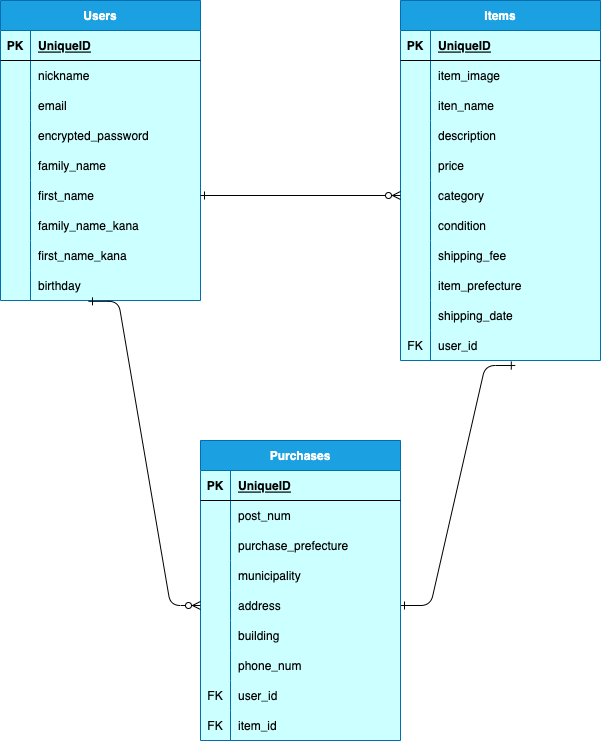 Users
PK UniqueID
nickname
email
encrypted_password
family_name
first_name
family_name_kana
first_name_kana
birthday
Items
PK UniqueID
item_image
iten_name
description
price
category
condition
shipping_fee
item_prefecture
shipping_date
FK user_id
Purchases
PK UniqueID
post_num
purchase_prefecture
municipality
address
building
phone_num
FK user_id
FK item_id